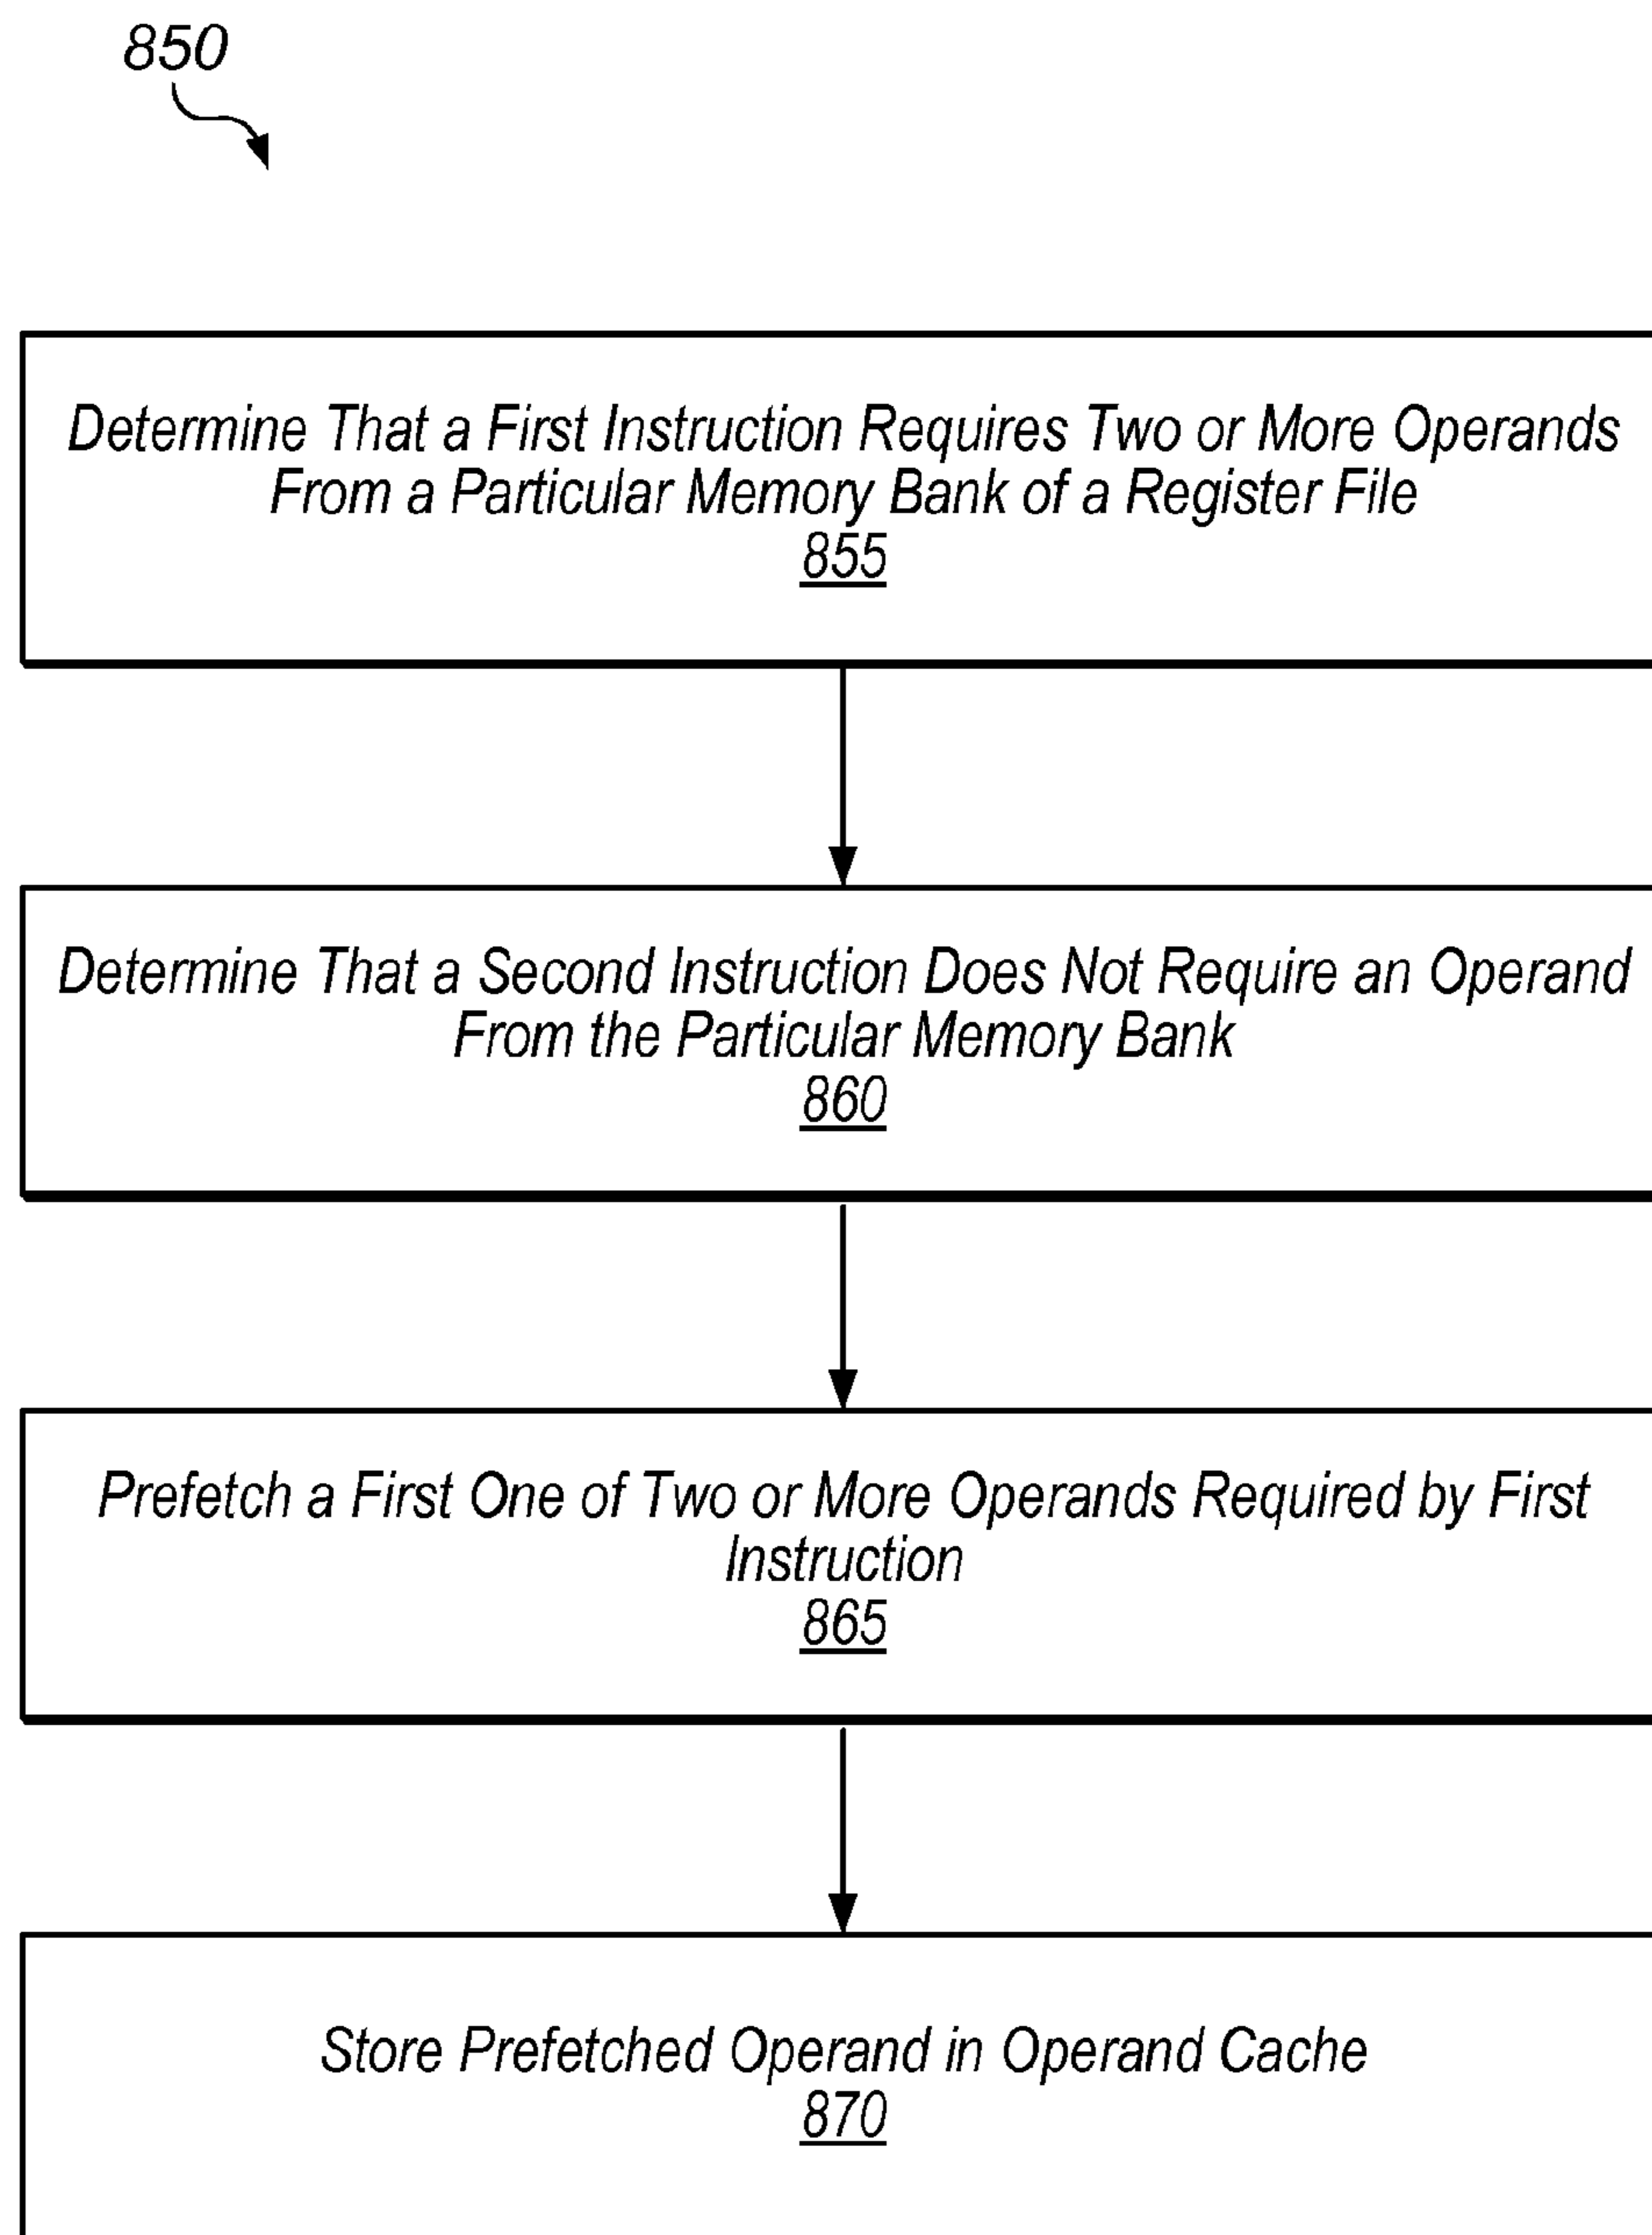 850
Determine That a First Instruction Requires Two or More Operands
From a Particular Memory Bank of a Register File
855
Determine That a Second Instruction Does Not Require an Operand
From the Particular Memory Bank
860
Prefetch a First One of Two or More Operands Required by First
Instruction
865
Store Prefetched Operand in Operand Cache
870